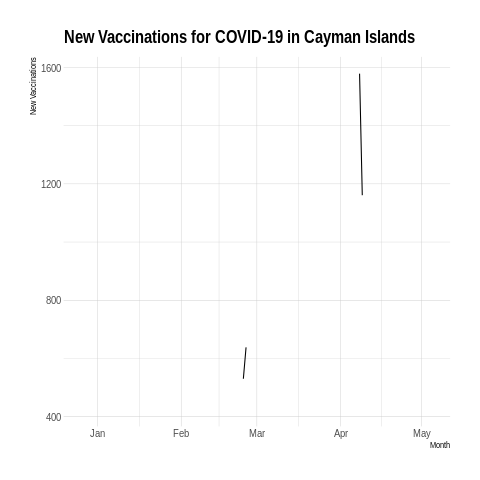 New Vaccinations for COVID-19 in Cayman Islands
New Vaccinations
1600
1200
800
400
Jan Feb Mar Apr May
Month